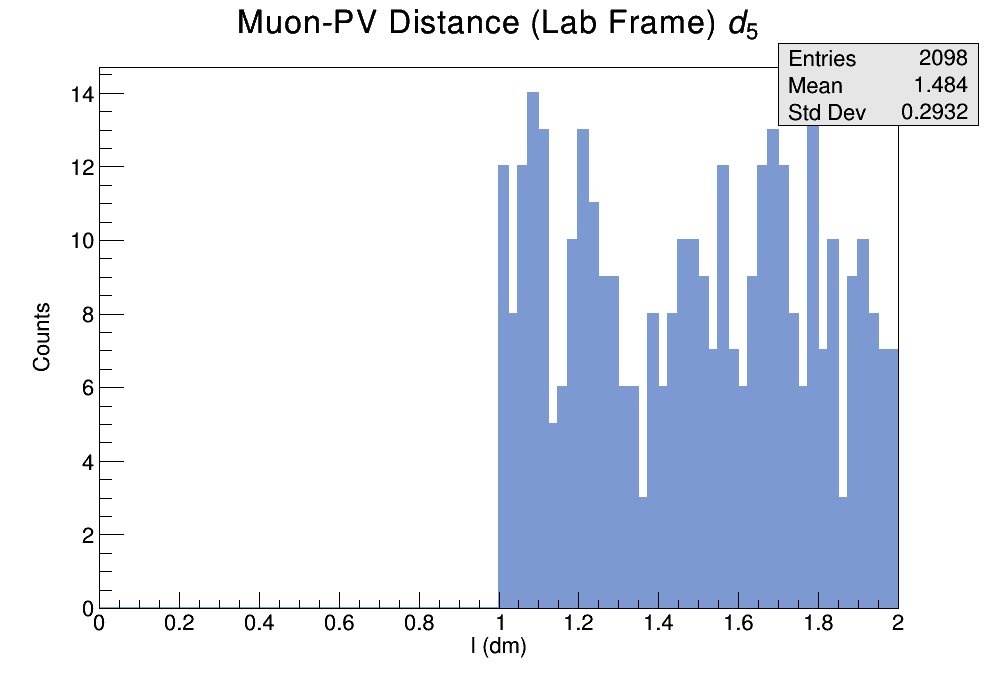 Muon-PV Distance (Lab Frame) d5
Entries 2098
Mean 1.484
Std Dev 0.2932
14
12
10
8
6
4
2
0
Counts
0 0.2 0.4 0.6 0.8 1 1.2 1.4 1.6 1.8 2
l (dm)